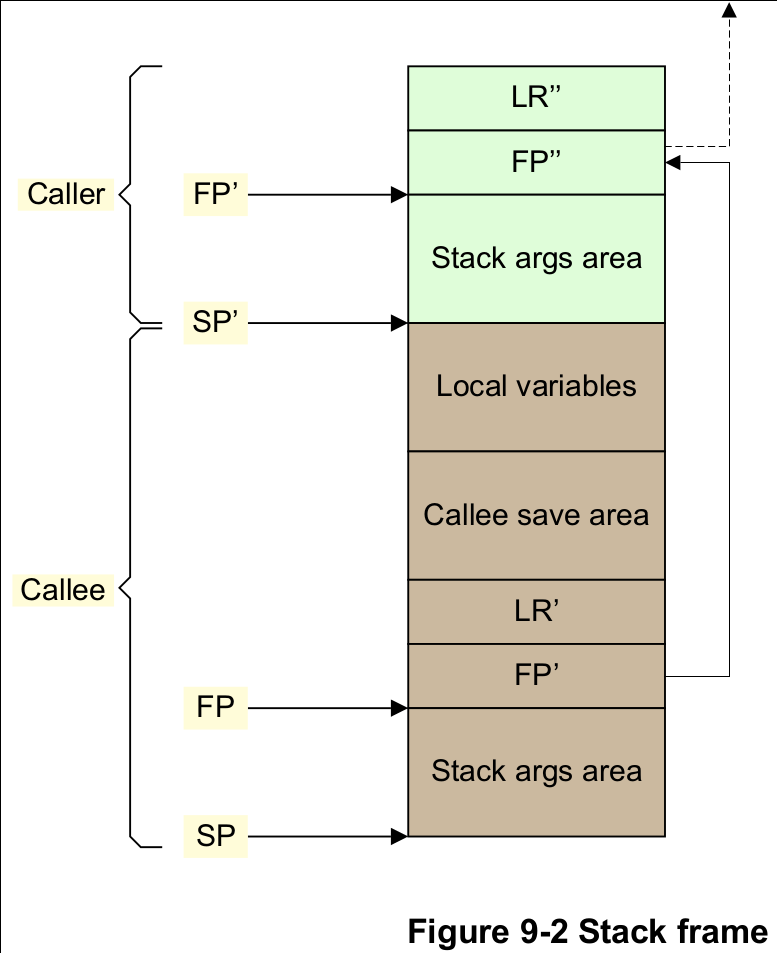 LR’’
FP’’
Caller
FP’
Stack args area
SP’
Local variables
Callee save area
Callee
LR’
FP’
FP
Stack args area
SP
Figure 9-2 Stack frame